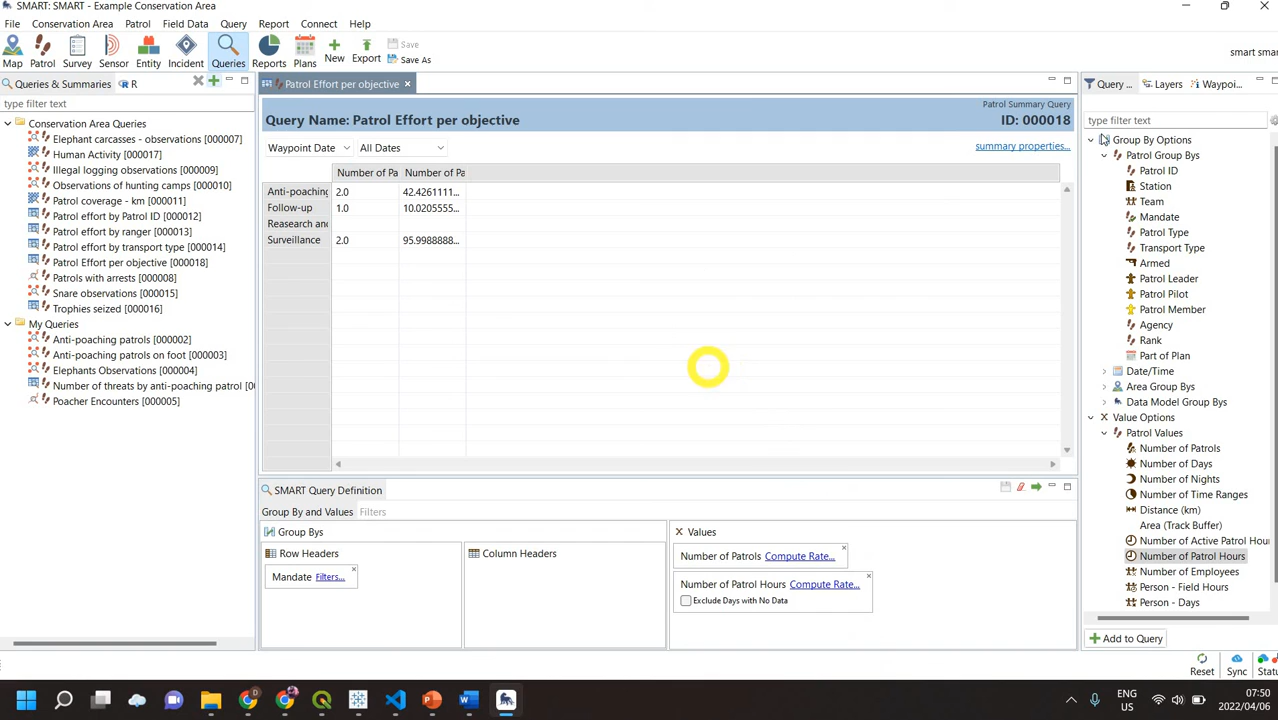 SMART: SMART - Example Conservation Area
File Conservation Area Patrol Field Data Query Report Connect Help
Map Patrol Survey Sensor Entity Incident Queries Reports Plans New Export Save Save As
smart smar
Queries & Summaries R
type filter text
Conservation Area Queries
Elephant carcasses - observations [000007]
Human Activity [000017]
Illegal logging observations [000009]
Observations of hunting camps [000010]
Patrol coverage - km [000011]
Patrol effort by Patrol ID [000012]
Patrol effort by ranger [000013]
Patrol effort by transport type [000014]
Patrol Effort per objective [000018]
Patrols with arrests [000008]
Snare observations [000015]
Trophies seized [000016]
My Queries
Anti-poaching patrols [000002]
Anti-poaching patrols on foot [000003]
Elephants Observations [000004]
Number of threats by anti-poaching patrol [00
Poacher Encounters [000005]
Patrol Effort per objective
Patrol Summary Query
Query Name: Patrol Effort per objective ID: 000018
Waypoint Date All Dates summary properties...
Number of Pa Number of Pa
Anti-poaching 2.0 42.4261111...
Follow-up 1.0 10.0205555...
Reasearch and
Surveillance 2.0 95.9988888...
SMART Query Definition
Group By and Values Filters
Group Bys Values
Row Headers Column Headers
Mandate Filters...
Number of Patrols Compute Rate...
Number of Patrol Hours Compute Rate...
Exclude Days with No Data
Query ... Layers Waypoi...
type filter text
Group By Options
Patrol Group Bys
Patrol ID
Station
Team
Mandate
Patrol Type
Transport Type
Armed
Patrol Leader
Patrol Pilot
Patrol Member
Agency
Rank
Part of Plan
Date/Time
Area Group Bys
Data Model Group Bys
Value Options
Patrol Values
Number of Patrols
Number of Days
Number of Nights
Number of Time Ranges
Distance (km)
Area (Track Buffer)
Number of Active Patrol Hou
Number of Patrol Hours
Number of Employees
Person - Field Hours
Person - Days
Add to Query
Reset Sync Statu
ENG
US
07:50
2022/04/06